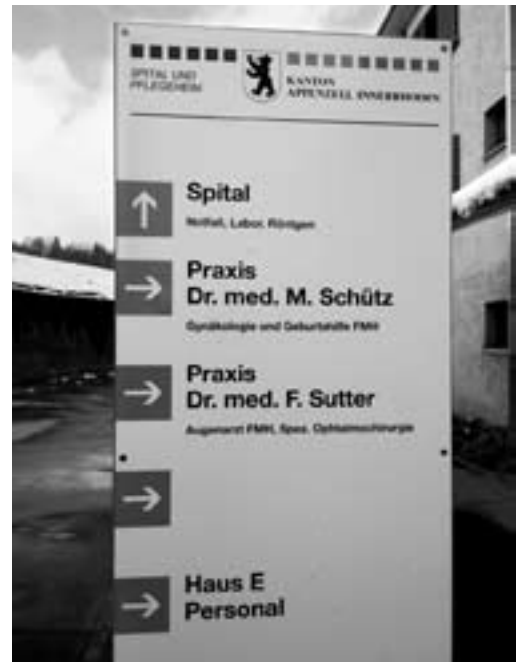 SPITAL UND
PFLEGEHEIM
KANTON
APPENZELL INNERRHODEN
Spital
Notfall, Labor, Röntgen
Praxis
Dr. med. M. Schütz
Gynäkologie und Geburtshilfe FMH
Praxis
Dr. med. F. Sutter
Augenarzt FMH, Spez. Ophthalmochirurgie
Haus E
Personal